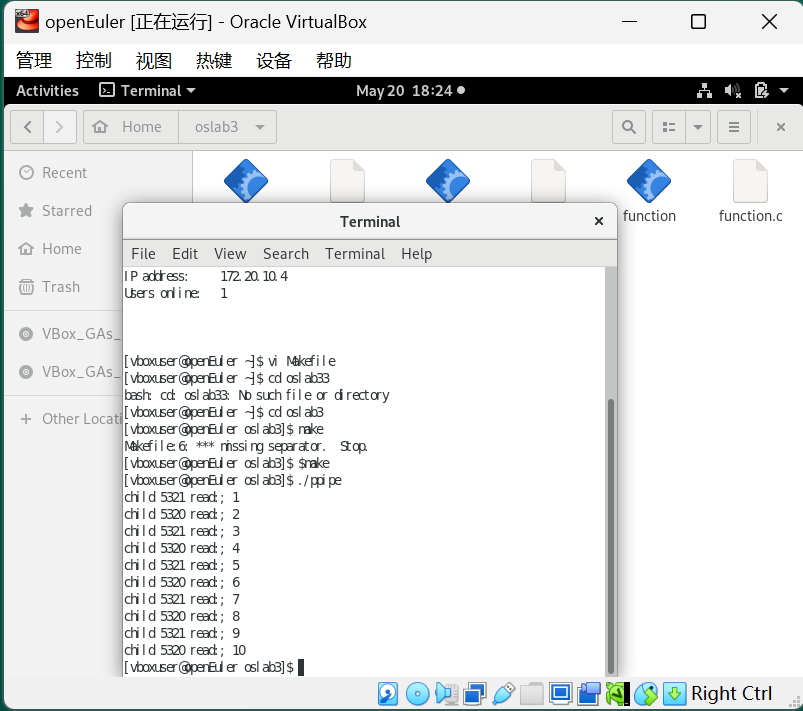 openEuler [正在运行] - Oracle VirtualBox
管理 控制 视图 热键 设备 帮助
Activities Terminal May 20 18:24
Home oslab3
Recent
Starred
Home
Trash
VBox_GAs_
VBox_GAs_
Other Locati
function function.c
Terminal
File Edit View Search Terminal Help
IP address: 172.20.10.4
Users online: 1
[vboxuser@openEuler ~]$ vi Makefile
[vboxuser@openEuler ~]$ cd oslab33
bash: cd: oslab33: No such file or directory
[vboxuser@openEuler ~]$ cd oslab3
[vboxuser@openEuler oslab3]$ make
Makefile:6: *** missing separator.  Stop.
[vboxuser@openEuler oslab3]$ $make
[vboxuser@openEuler oslab3]$ ./ppipe
child 5321 read:; 1
child 5320 read:; 2
child 5321 read:; 3
child 5320 read:; 4
child 5321 read:; 5
child 5320 read:; 6
child 5321 read:; 7
child 5320 read:; 8
child 5321 read:; 9
child 5320 read:; 10
[vboxuser@openEuler oslab3]$
Right Ctrl